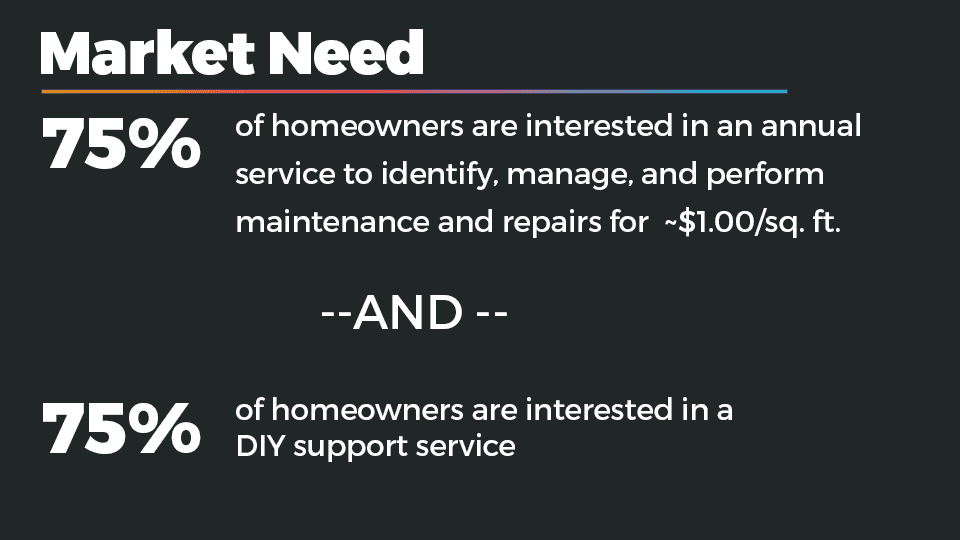 Market Need
75%
of homeowners are interested in an annual
service to identify, manage, and perform
maintenance and repairs for  ~$1.00/sq. ft.
--AND --
75%
of homeowners are interested in a
DIY support service